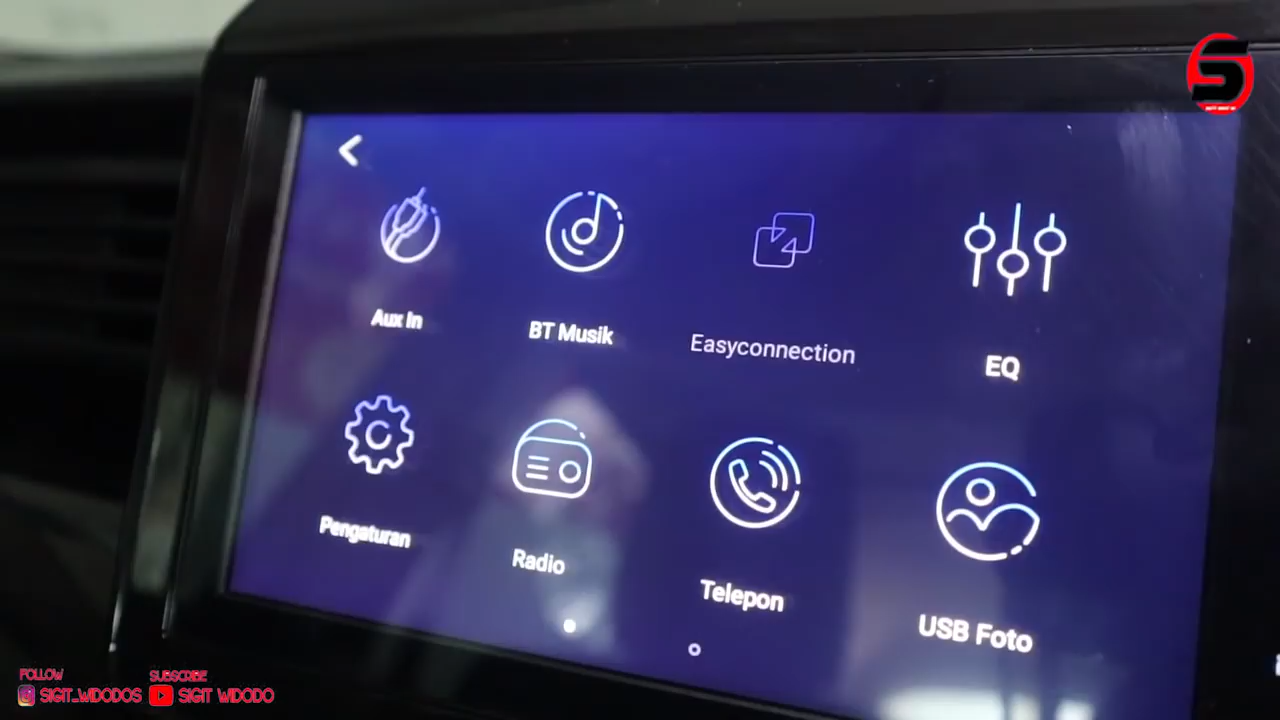 Aux In
BT Musik
Easyconnection
EQ
Pengaturan
Radio
Telepon
USB Foto
FOLLOW
SIGIT_WIDODOS
SUBSCRIBE
SIGIT WIDODO